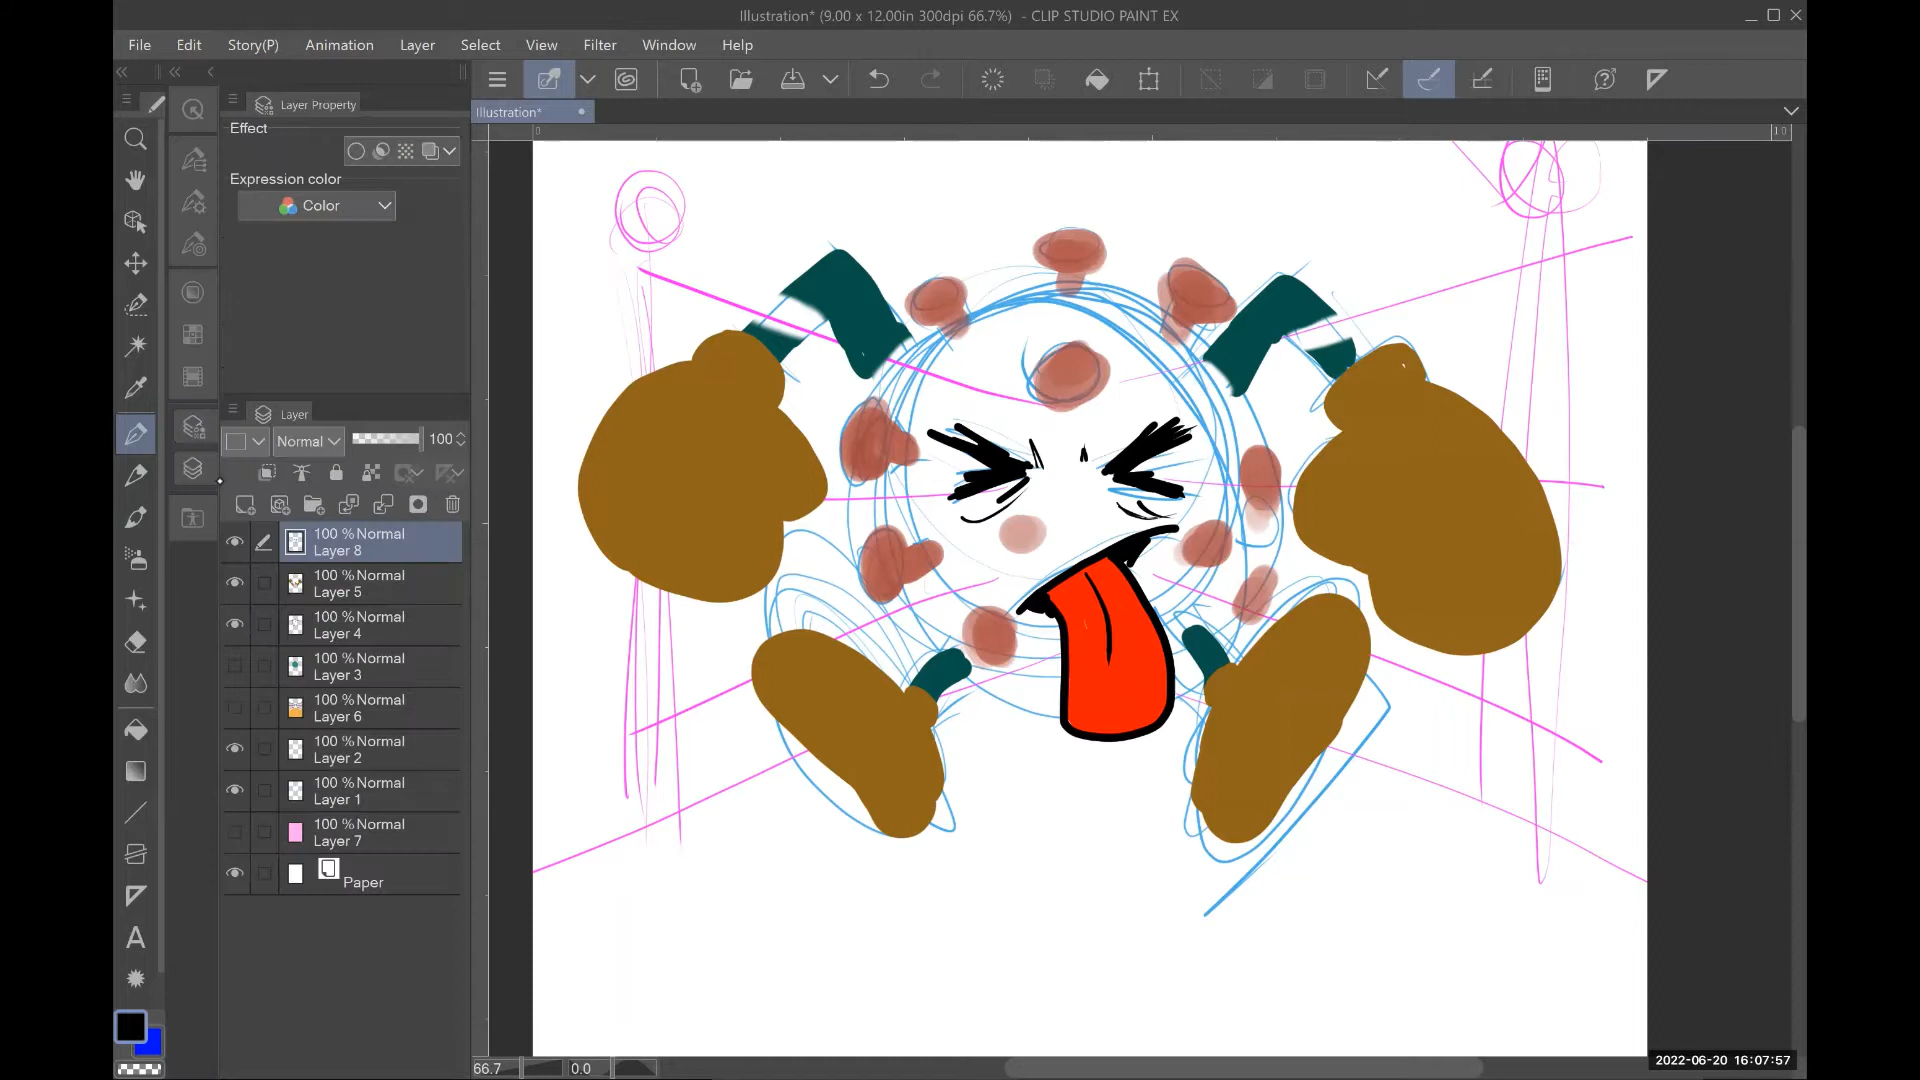 Illustration* (9.00 x 12.00in 300dpi 66.7%) - CLIP STUDIO PAINT EX
File Edit Story(P) Animation Layer Select View Filter Window Help
Layer Property
Illustration*
Effect
0
10
Expression color
Color
Layer
Normal 100
100 % Normal
Layer 8
100 % Normal
Layer 5
100 % Normal
Layer 4
100 % Normal
Layer 3
100 % Normal
Layer 6
100 % Normal
Layer 2
100 % Normal
Layer 1
100 % Normal
Layer 7
Paper
66.7 0.0
2022-06-20 16:07:57